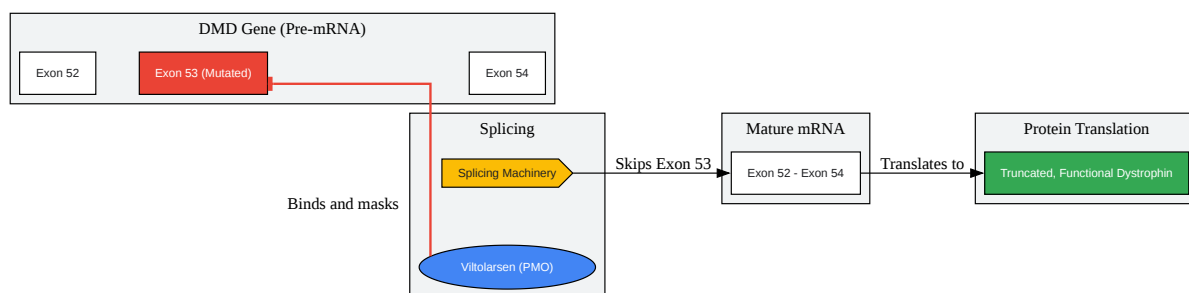 DMD Gene (Pre-mRNA)
Exon 52
Exon 53 (Mutated)
Exon 54
Splicing
Splicing Machinery
Skips Exon 53
Binds and masks
Viltolarsen (PMO)
Mature mRNA
Exon 52 - Exon 54
Translates to
Protein Translation
Truncated, Functional Dystrophin